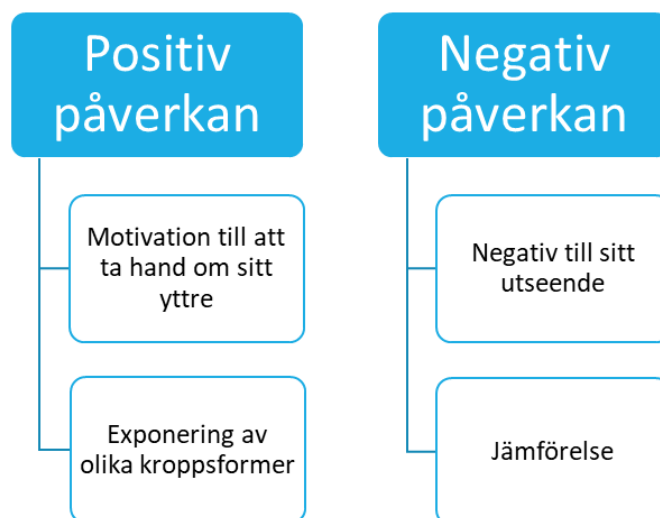 Positiv
påverkan
Motivation till att
ta hand om sitt
yttre
Exponering av
olika kroppsformer
Negativ
påverkan
Negativ till sitt
utseende
Jämförelse